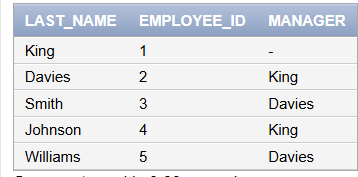 LAST_NAME EMPLOYEE_ID MANAGER
King 1 -
Davies 2 King
Smith 3 Davies
Johnson 4 King
Williams 5 Davies